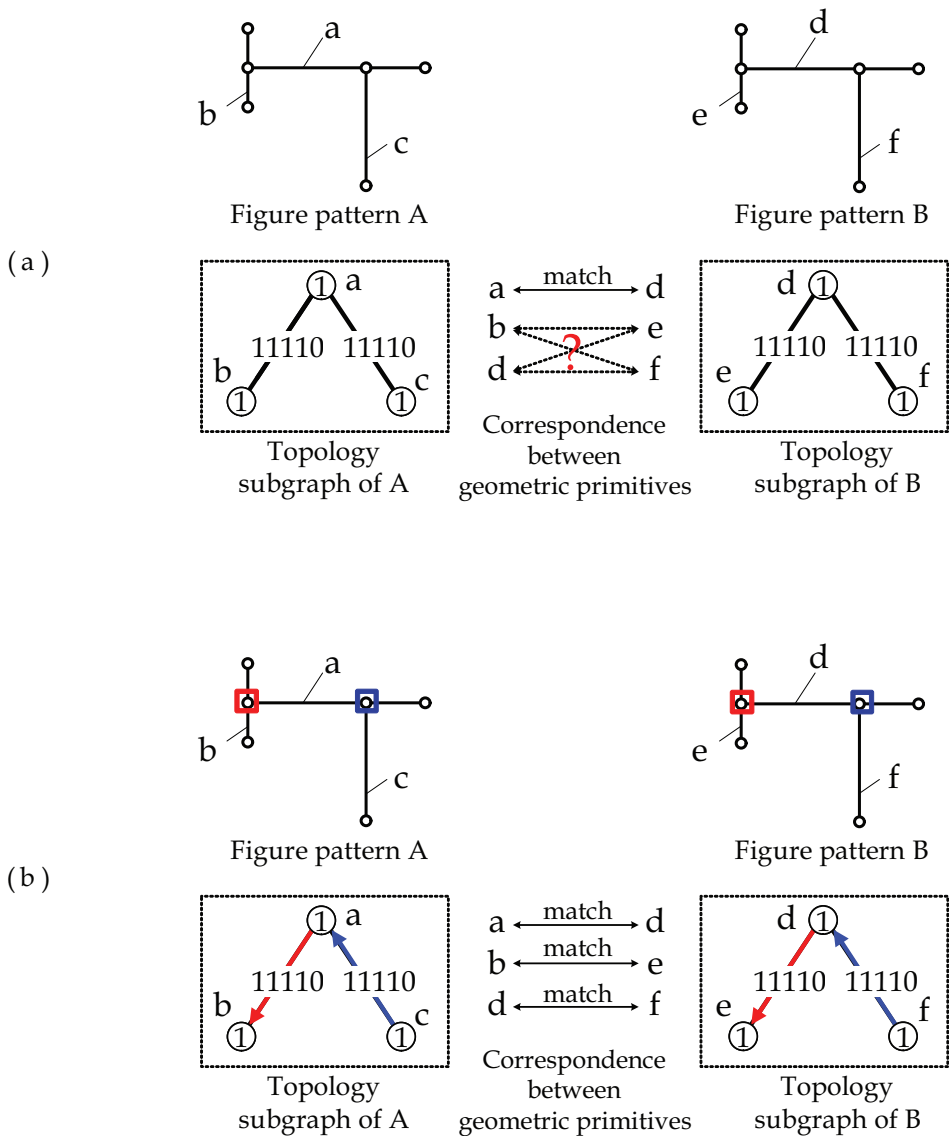 a
d
b
e
c
f
Figure pattern A
Figure pattern B
(a)
1 a
a match d
d 1
b e
11110 11110
?
11110 11110
b
c
d f
e
f
1 1
1 1
Correspondence
between
geometric primitives
Topology
subgraph of A
Topology
subgraph of B
a
d
b
e
c
f
Figure pattern A
Figure pattern B
(b)
1 a
a match d
d 1
b match e
11110 11110
11110 11110
b
c
d match f
e
f
1 1
1 1
Correspondence
between
geometric primitives
Topology
subgraph of A
Topology
subgraph of B